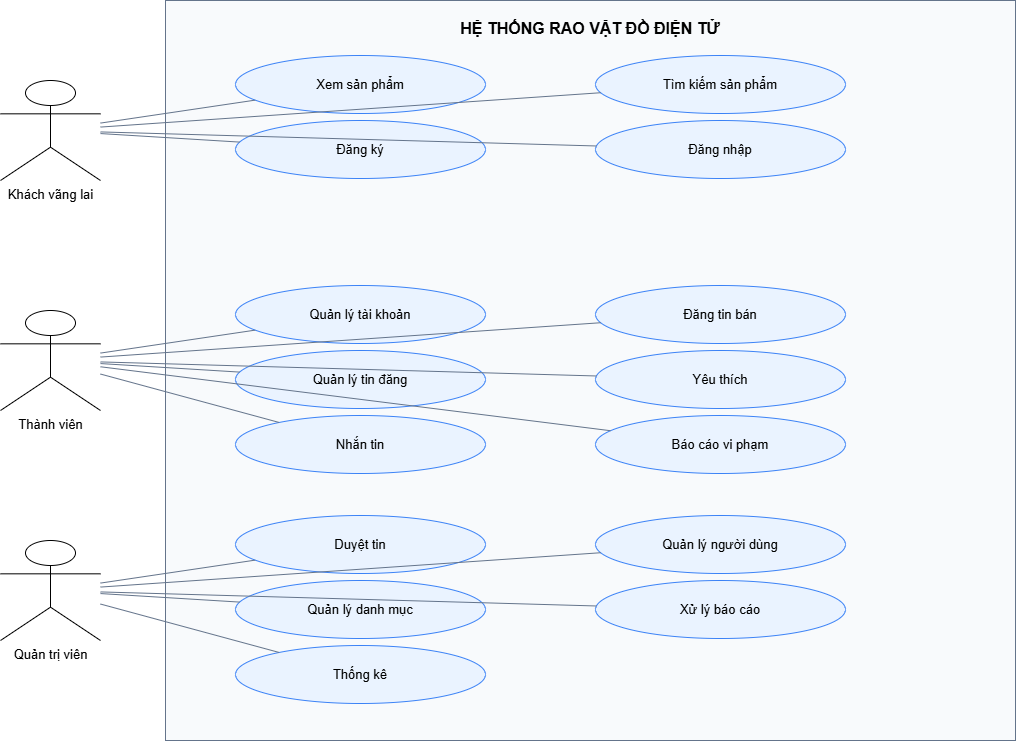 HỆ THỐNG RAO VẶT ĐỒ ĐIỆN TỬ
Xem sản phẩm
Tìm kiếm sản phẩm
Đăng ký
Đăng nhập
Khách vãng lai
Quản lý tài khoản
Đăng tin bán
Quản lý tin đăng
Yêu thích
Thành viên
Nhắn tin
Báo cáo vi phạm
Duyệt tin
Quản lý người dùng
Quản lý danh mục
Xử lý báo cáo
Quản trị viên
Thống kê